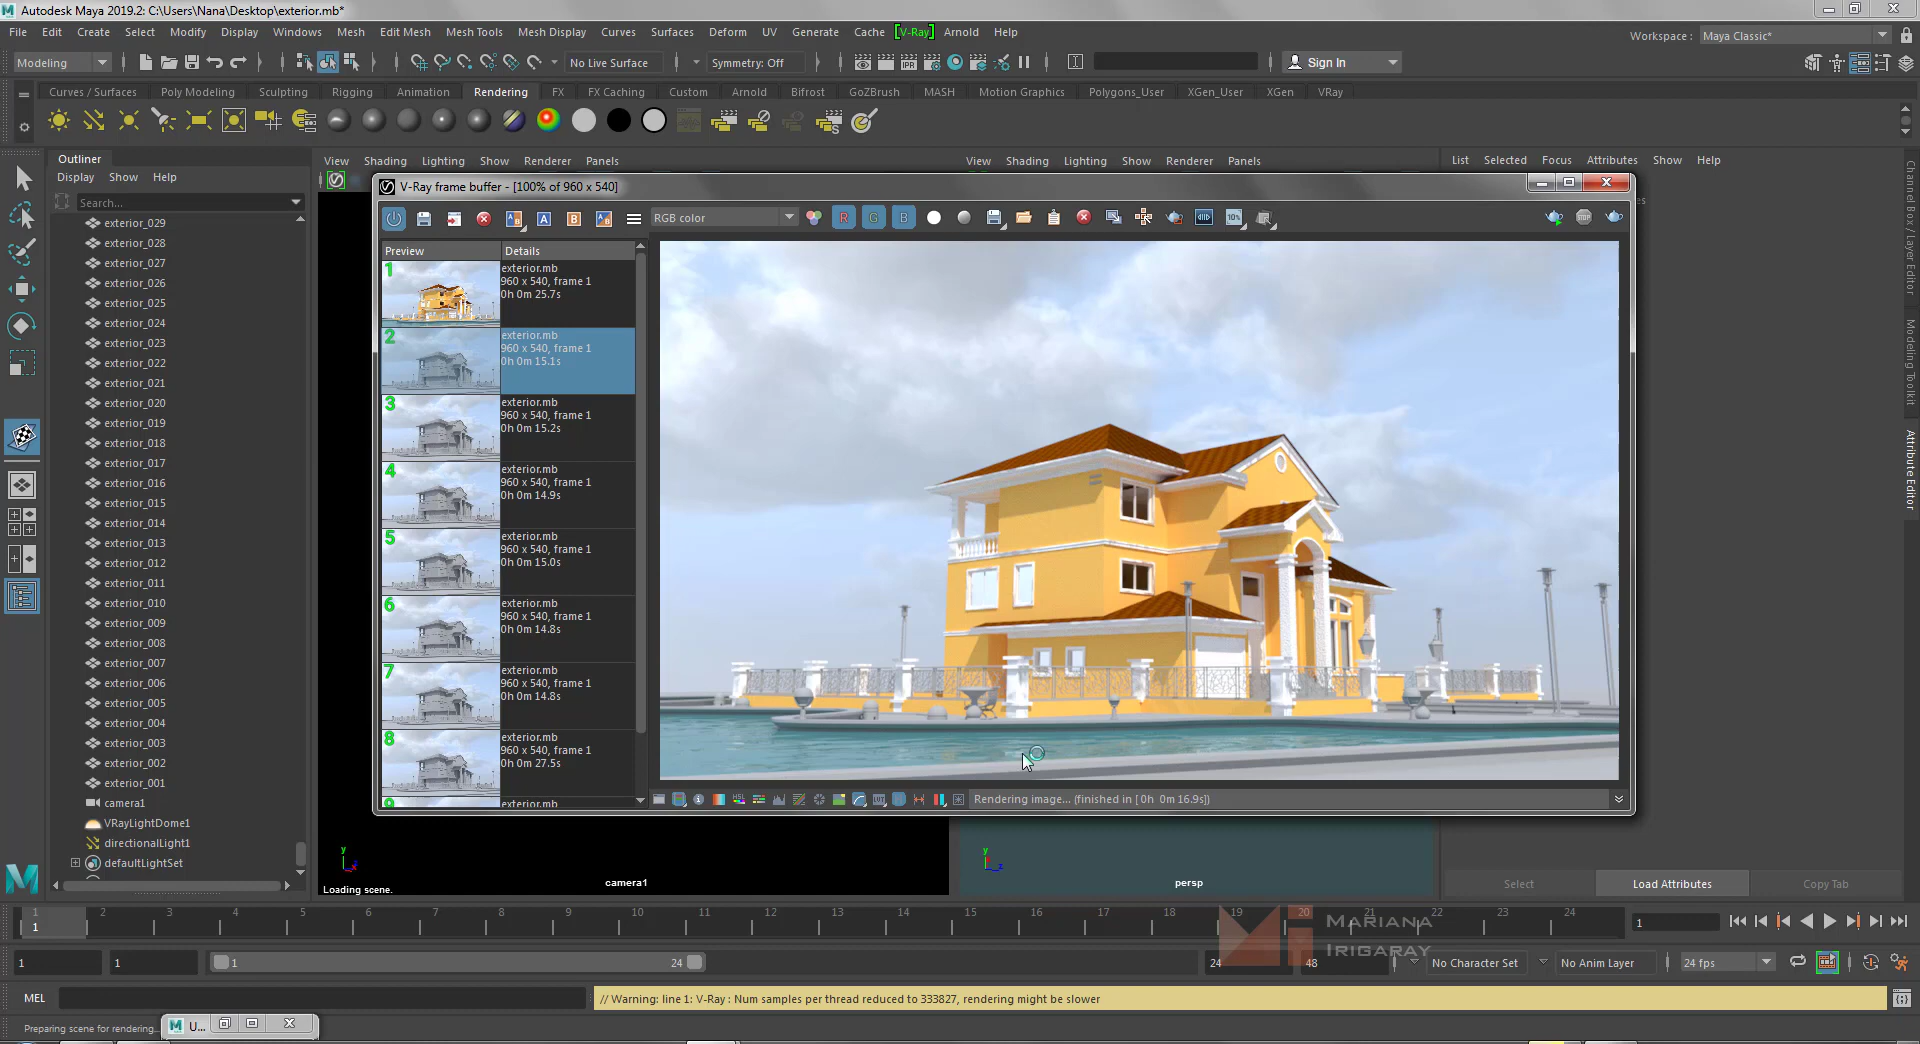 Autodesk Maya 2019.2: C:\Users\Nana\Desktop\exterior.mb*
File Edit Create Select Modify Display Windows Mesh Edit Mesh Mesh Tools Mesh Display Curves Surfaces Deform UV Generate Cache [V-Ray] Arnold Help
Workspace : Maya Classic*
Modeling No Live Surface Symmetry: Off Sign In
Curves / Surfaces Poly Modeling Sculpting Rigging Animation Rendering FX FX Caching Custom Arnold Bifrost GoZBrush MASH Motion Graphics Polygons_User XGen_User XGen VRay
Outliner
Display Show Help
Search...
exterior_029
exterior_028
exterior_027
exterior_026
exterior_025
exterior_024
exterior_023
exterior_022
exterior_021
exterior_020
exterior_019
exterior_018
exterior_017
exterior_016
exterior_015
exterior_014
exterior_013
exterior_012
exterior_011
exterior_010
exterior_009
exterior_008
exterior_007
exterior_006
exterior_005
exterior_004
exterior_003
exterior_002
exterior_001
camera1
VRayLightDome1
directionalLight1
defaultLightSet
View Shading Lighting Show Renderer Panels
View Shading Lighting Show Renderer Panels
List Selected Focus Attributes Show Help
V-Ray frame buffer - [100% of 960 x 540]
RGB color R G B
Preview Details
1
exterior.mb
960 x 540, frame 1
0h 0m 25.7s
2
exterior.mb
960 x 540, frame 1
0h 0m 15.1s
3
exterior.mb
960 x 540, frame 1
0h 0m 15.2s
4
exterior.mb
960 x 540, frame 1
0h 0m 14.9s
5
exterior.mb
960 x 540, frame 1
0h 0m 15.0s
6
exterior.mb
960 x 540, frame 1
0h 0m 14.8s
7
exterior.mb
960 x 540, frame 1
0h 0m 14.8s
8
exterior.mb
960 x 540, frame 1
0h 0m 27.5s
exterior.mb
Rendering image... (finished in [ 0h 0m 16.9s])
Channel Box / Layer Editor
Modeling Toolkit
Attribute Editor
Loading scene.
camera1
persp
Select Load Attributes Copy Tab
1 2 3 4 5 6 7 8 9 10 11 12 13 14 15 16 17 18 19 20 21 22 23 24
1
1
MARIANA
IRIGARAY
1 1 1 24 24 48 No Character Set No Anim Layer 24 fps
MEL
// Warning: line 1: V-Ray : Num samples per thread reduced to 333827, rendering might be slower
Preparing scene for rendering...
U...